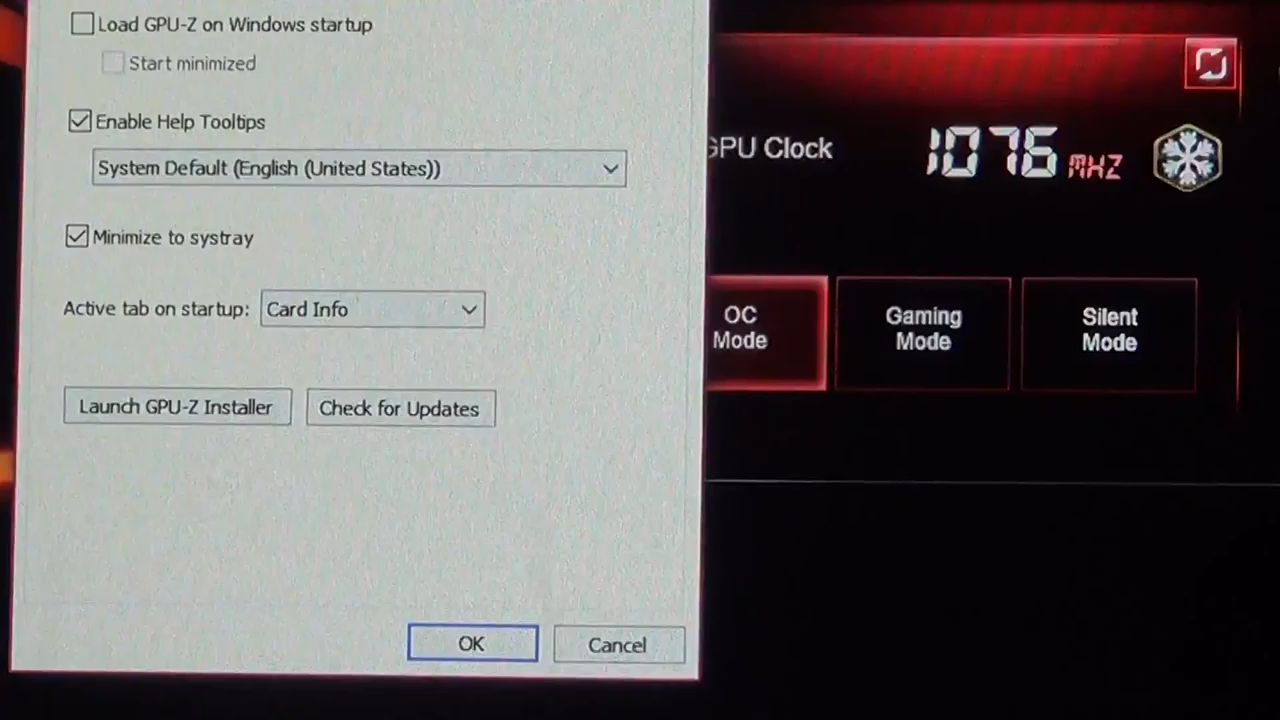 Load GPU-Z on Windows startup
Start minimized
Enable Help Tooltips
System Default (English (United States))
Minimize to systray
Active tab on startup: Card Info
Launch GPU-Z Installer Check for Updates
OK Cancel
GPU Clock 1076 MHZ
OC
Mode
Gaming
Mode
Silent
Mode